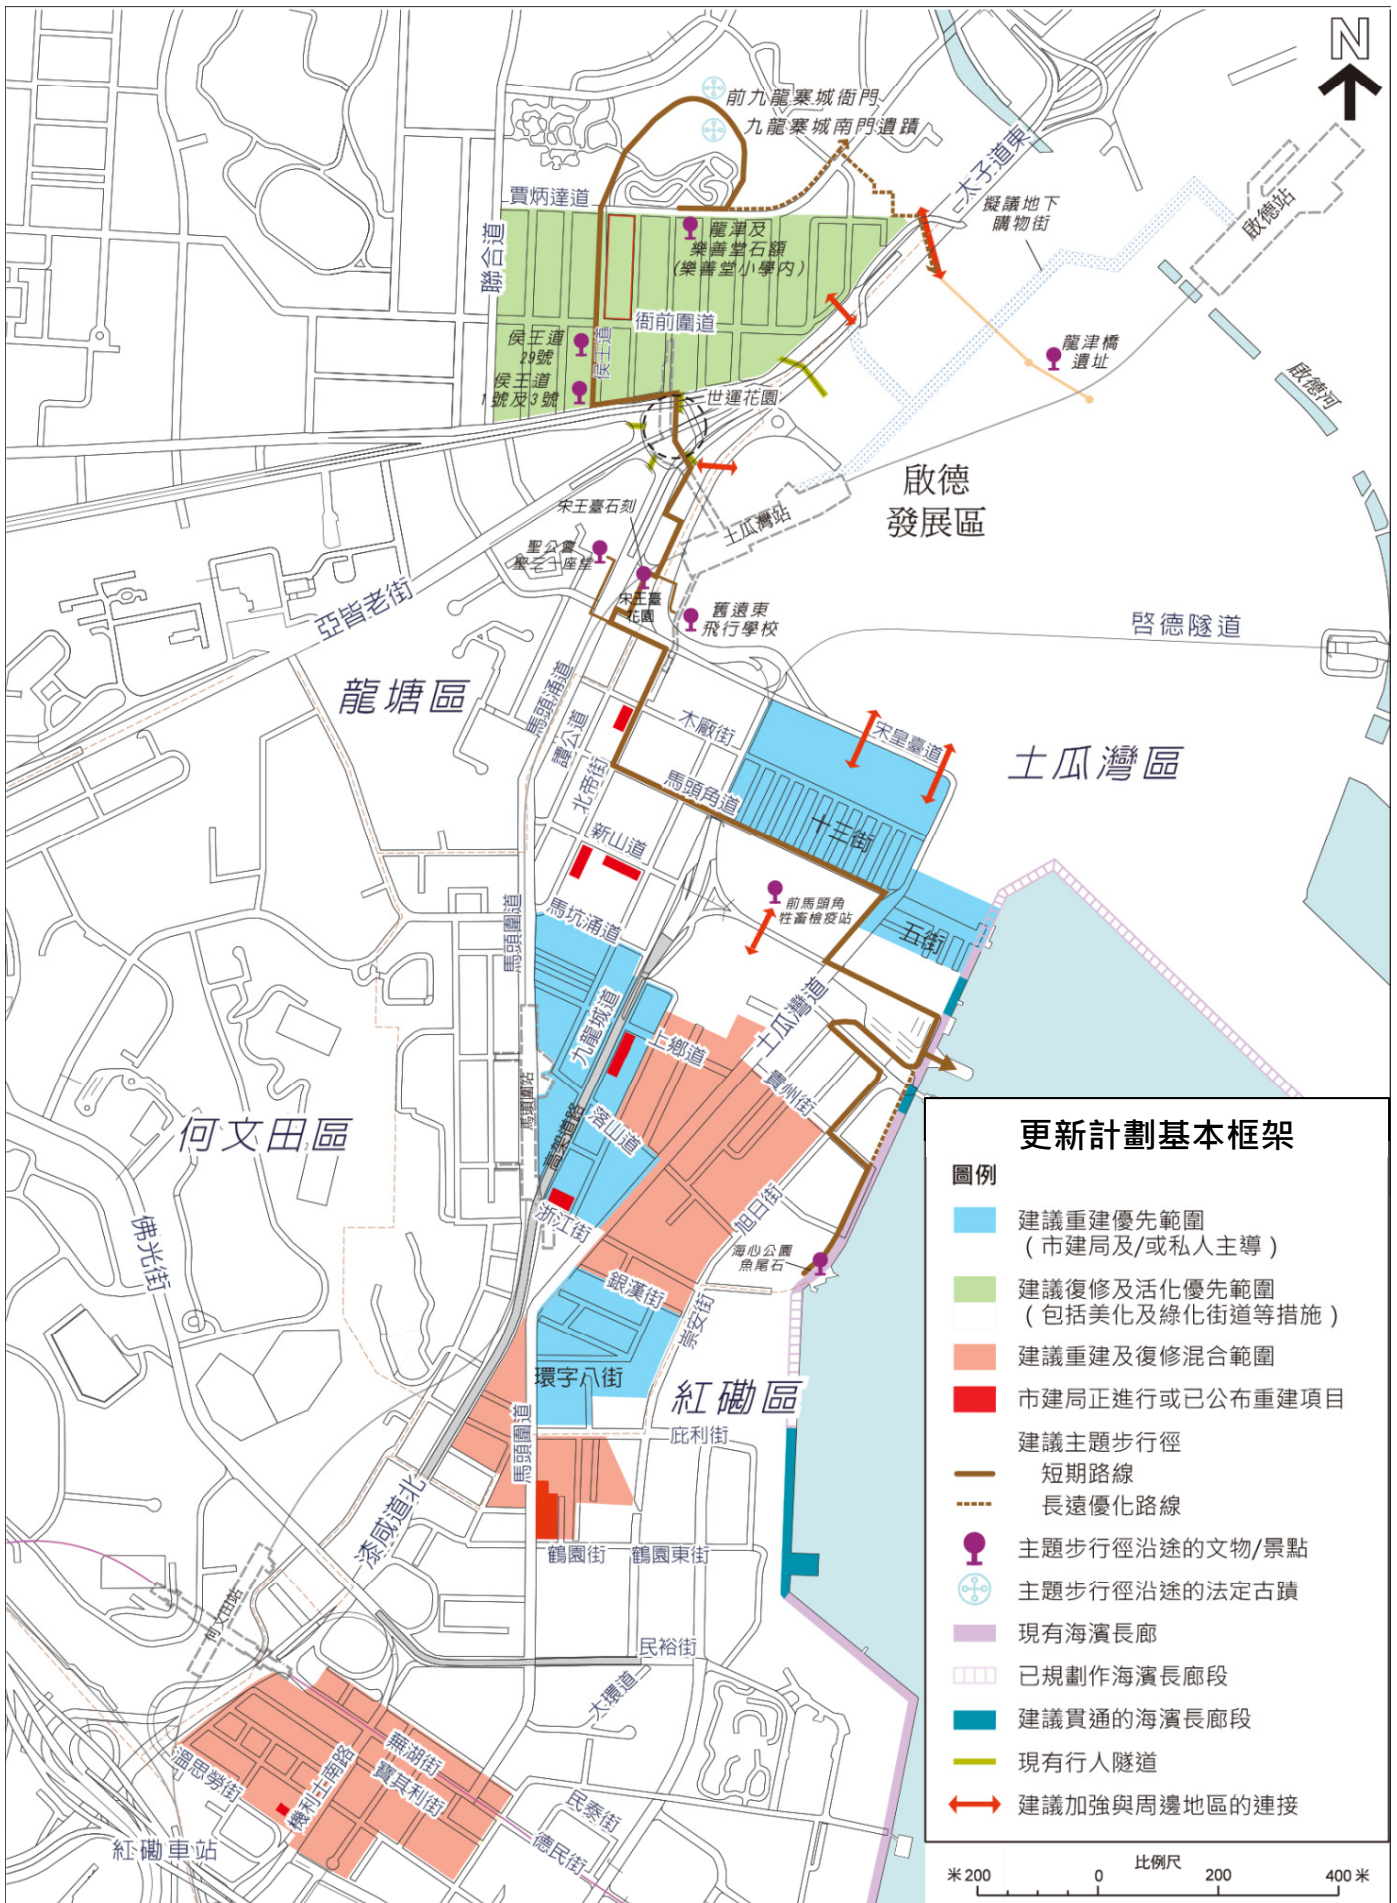 N
前九龍寨城衙門
九龍寨城南門遺蹟
太子道東
賈炳達道
擬議地下
購物街
啟德站
聯合道
龍津及
樂善堂石額
(樂善堂小學內)
衙前圍道
侯王道
29號
侯王道
龍津橋
遺址
啟德河
侯王道
1號及3號
世運花園
啟德
發展區
宋王臺石刻
土瓜灣站
聖公會
聖三一座堂
宋王臺
花園
舊遠東
飛行學校
亞皆老街
啓德隧道
龍塘區
馬頭涌道
譚公道
木廠街
宋皇臺道
土瓜灣區
北帝街
馬頭角道
十三街
新山道
前馬頭角
牲畜檢疫站
馬頭圍道
馬坑涌道
五街
九龍城道
土瓜灣道
上鄉道
貴州街
馬頭圍站
高架道路
落山道
何文田區
浙江街
旭日街
佛光街
海心公園
魚尾石
銀漢街
崇安街
環字八街
紅磡區
庇利街
馬頭圍道
漆咸道北
鶴園街
鶴園東街
何文田站
民裕街
大環道
蕪湖街
溫思勞街
機利士南路
寶其利街
民泰街
德民街
紅磡車站
更新計劃基本框架
圖例
建議重建優先範圍
(市建局及/或私人主導)
建議復修及活化優先範圍
(包括美化及綠化街道等措施)
建議重建及復修混合範圍
市建局正進行或已公布重建項目
建議主題步行徑
短期路線
長遠優化路線
主題步行徑沿途的文物/景點
主題步行徑沿途的法定古蹟
現有海濱長廊
已規劃作海濱長廊段
建議貫通的海濱長廊段
現有行人隧道
建議加強與周邊地區的連接
比例尺
米200 0 200 400米